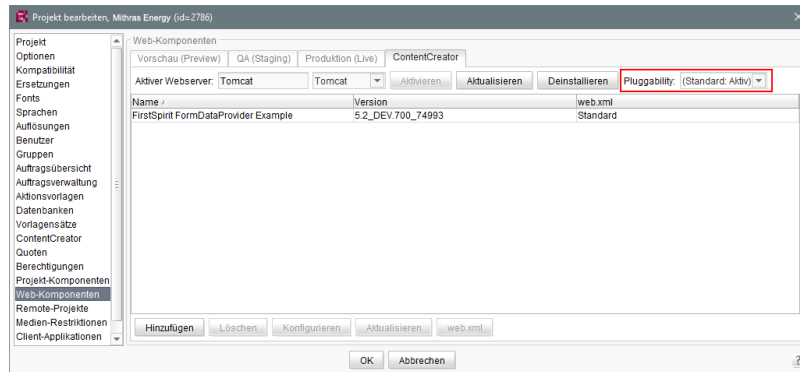 Projekt bearbeiten, Mithras Energy (id=2786)
Projekt
Optionen
Kompatibilität
Ersetzungen
Fonts
Sprachen
Auflösungen
Benutzer
Gruppen
Auftragsübersicht
Auftragsverwaltung
Aktionsvorlagen
Datenbanken
Vorlagensätze
ContentCreator
Quoten
Berechtigungen
Projekt-Komponenten
Web-Komponenten
Remote-Projekte
Medien-Restriktionen
Client-Applikationen
Web-Komponenten
Vorschau (Preview) QA (Staging) Produktion (Live) ContentCreator
Aktiver Webserver: Tomcat Tomcat Aktivieren Aktualisieren Deinstallieren Pluggability: (Standard: Aktiv)
Name Version web.xml
FirstSpirit FormDataProvider Example 5.2_DEV.700_74993 Standard
Hinzufügen Löschen Konfigurieren Aktualisieren web.xml
OK Abbrechen
?